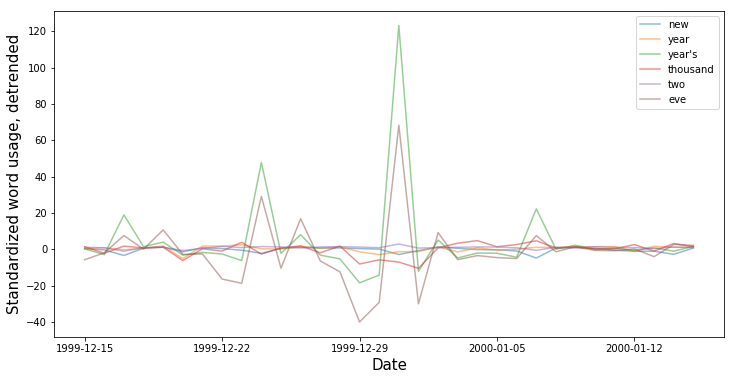 Standardized word usage, detrended
120
100
80
60
40
20
0
−20
−40
new
year
year's
thousand
two
eve
1999-12-15
1999-12-22
1999-12-29
2000-01-05
2000-01-12
Date